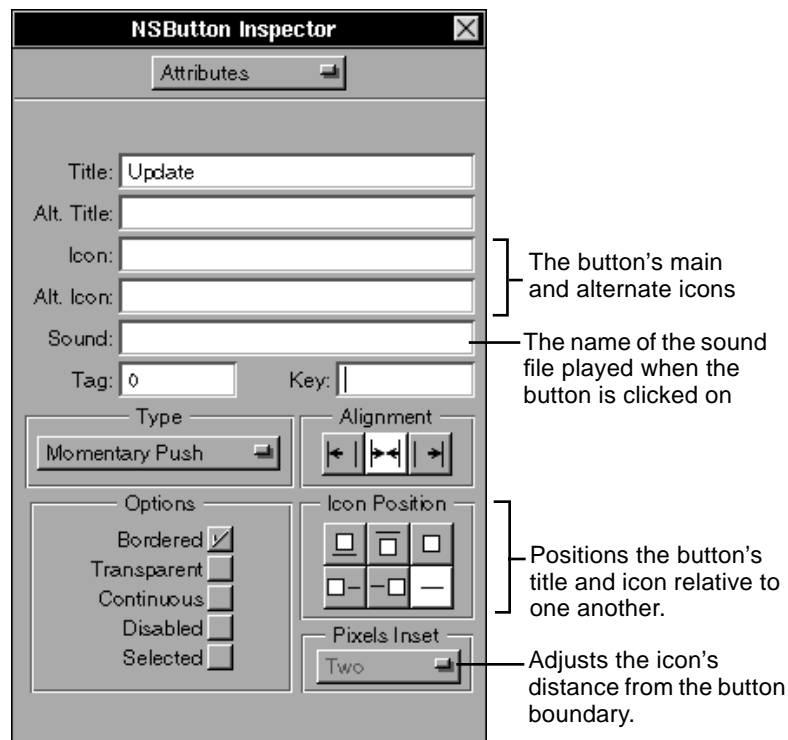 NSButton Inspector
Attributes
Title: Update
Alt. Title:
Icon:
Alt. Icon:
The button’s main
and alternate icons
Sound:
The name of the sound
file played when the
button is clicked on
Tag: 0 Key:
Type
Momentary Push
Alignment
Options
Bordered
Transparent
Continuous
Disabled
Selected
Icon Position
Positions the button’s
title and icon relative to
one another.
Pixels Inset
Two
Adjusts the icon’s
distance from the button
boundary.